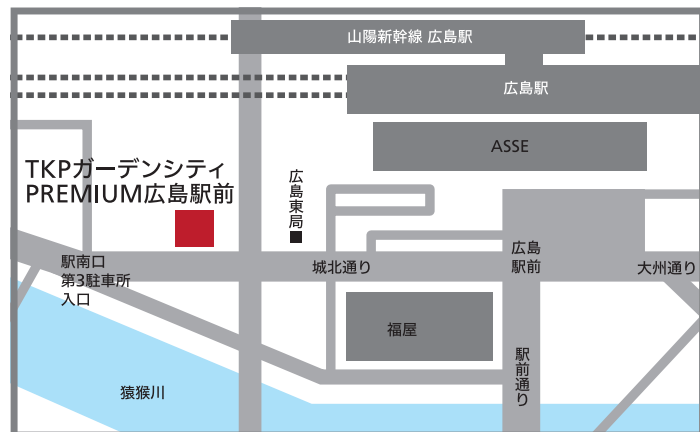 山陽新幹線 広島駅
広島駅
ASSE
TKPガーデンシティ
PREMIUM広島駅前
広島東局
駅南口
第3駐車所
入口
城北通り
広島
駅前
大州通り
福屋
駅前通り
猿猴川